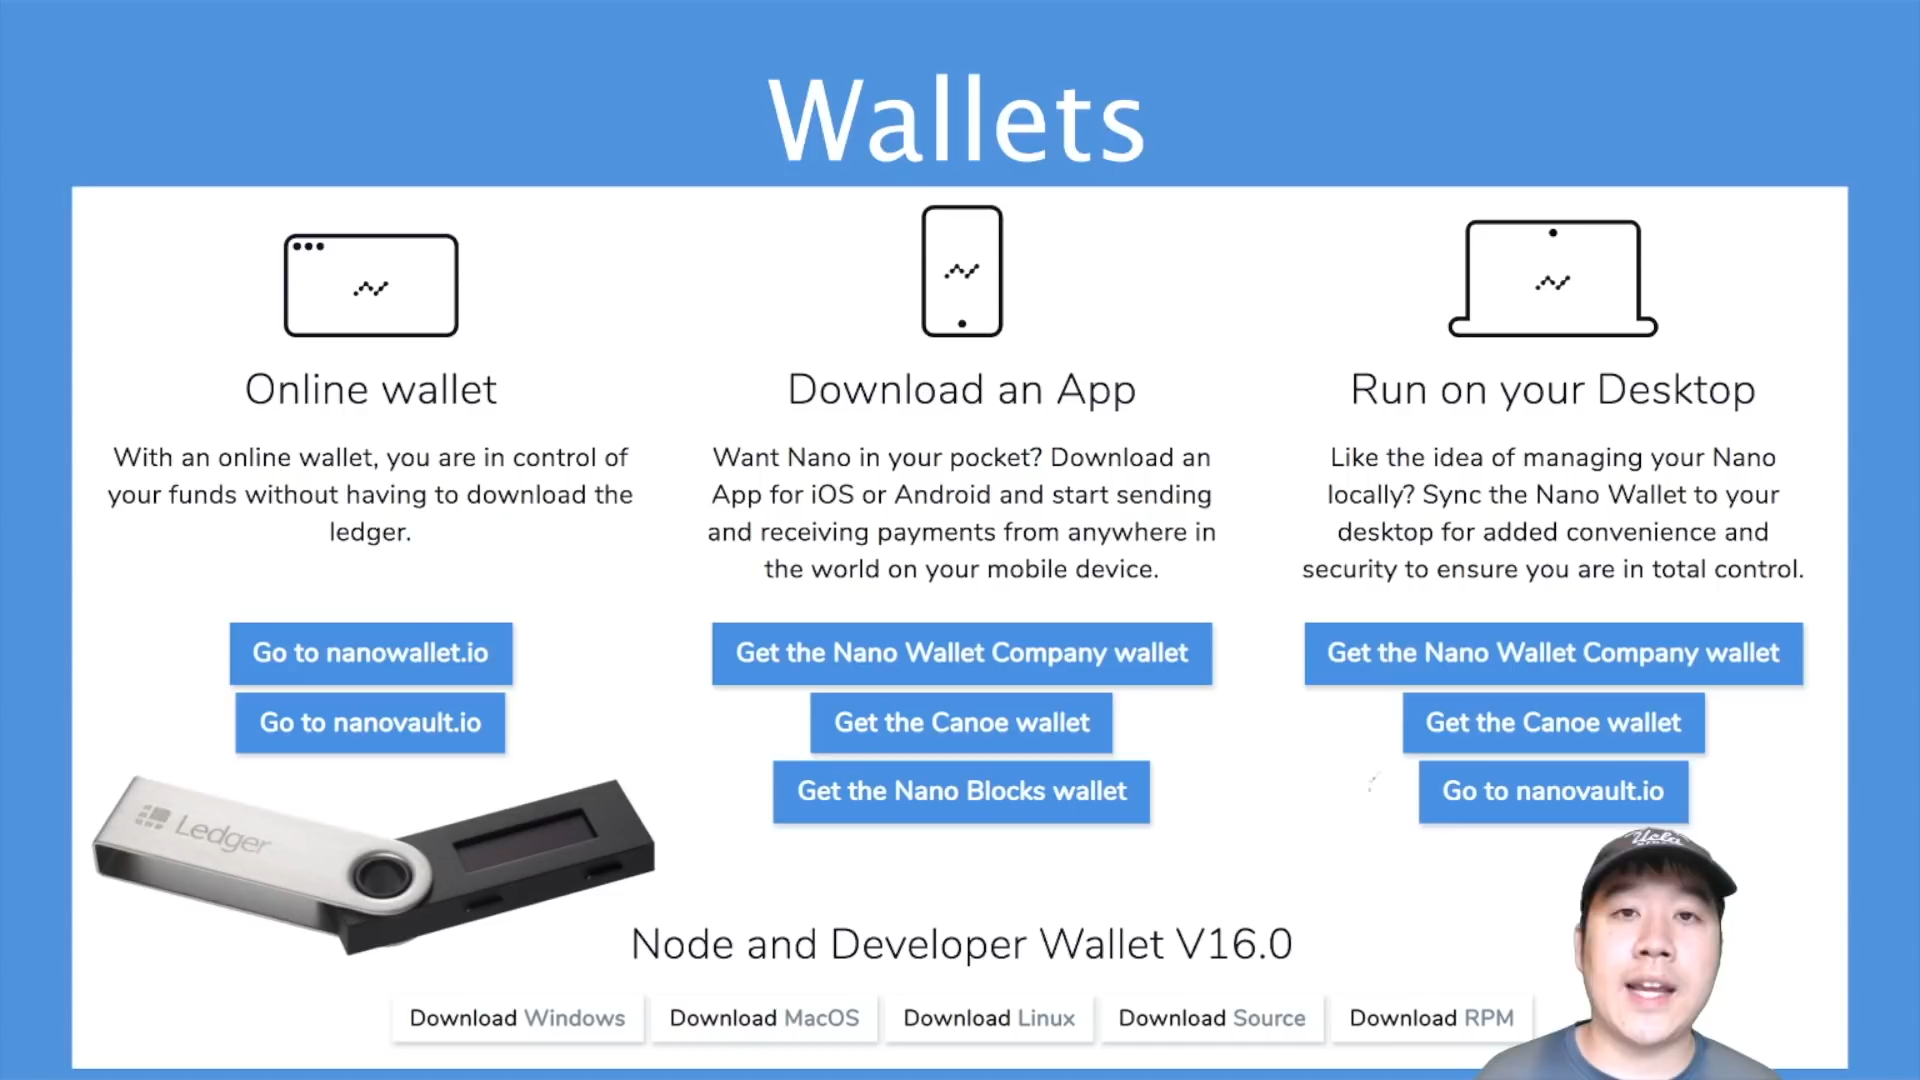 Wallets
Online wallet
With an online wallet, you are in control of
your funds without having to download the
ledger.
Go to nanowallet.io
Go to nanovault.io
Ledger
Download an App
Want Nano in your pocket? Download an
App for iOS or Android and start sending
and receiving payments from anywhere in
the world on your mobile device.
Get the Nano Wallet Company wallet
Get the Canoe wallet
Get the Nano Blocks wallet
Run on your Desktop
Like the idea of managing your Nano
locally? Sync the Nano Wallet to your
desktop for added convenience and
security to ensure you are in total control.
Get the Nano Wallet Company wallet
Get the Canoe wallet
Go to nanovault.io
Node and Developer Wallet V16.0
Download Windows
Download MacOS
Download Linux
Download Source
Download RPM